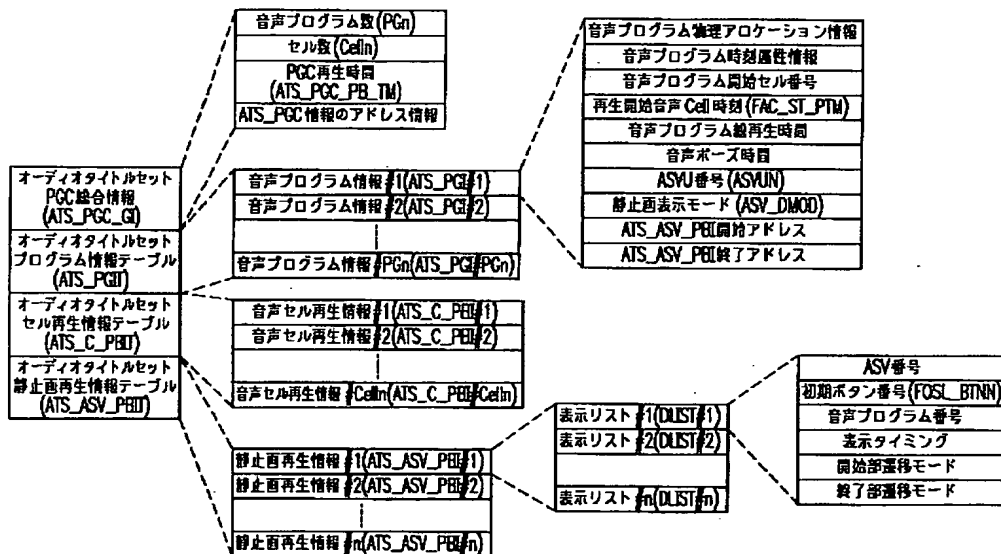 音声プログラム数(PGn)
セル数(Celln)
PGC再生時間
(ATS_PGC_PB_TM)
ATS_PGC情報のアドレス情報
音声プログラム物理アロケーション情報
音声プログラム時刻属性情報
音声プログラム開始セル番号
再生開始音声Cell時刻(FAC_ST_PTM)
音声プログラム線再生時間
音声ポーズ時間
ASVU番号(ASVUN)
静止画表示モード(ASV_DMOD)
ATS_ASV_PBI開始アドレス
ATS_ASV_PBI終了アドレス
オーディオタイトルセット
PGC総合情報
(ATS_PGC_GI)
オーディオタイトルセット
プログラム情報テーブル
(ATS_PGIT)
オーディオタイトルセット
セル再生情報テーブル
(ATS_C_PBIT)
オーディオタイトルセット
静止画再生情報テーブル
(ATS_ASV_PBIT)
音声プログラム情報 #1(ATS_PGI#1)
音声プログラム情報 #2(ATS_PGI#2)
音声プログラム情報 #PGn(ATS_PGI#PGn)
音声セル再生情報 #1(ATS_C_PBI#1)
音声セル再生情報 #2(ATS_C_PBI#2)
音声セル再生情報 #Celln(ATS_C_PBI#Celln)
静止画再生情報 #1(ATS_ASV_PBI#1)
静止画再生情報 #2(ATS_ASV_PBI#2)
静止画再生情報 #n(ATS_ASV_PBI#n)
表示リスト #1(DLIST#1)
表示リスト #2(DLIST#2)
表示リスト #n(DLIST#n)
ASV番号
初期ボタン番号(FOSL_BTNN)
音声プログラム番号
表示タイミング
開始部遷移モード
終了部遷移モード